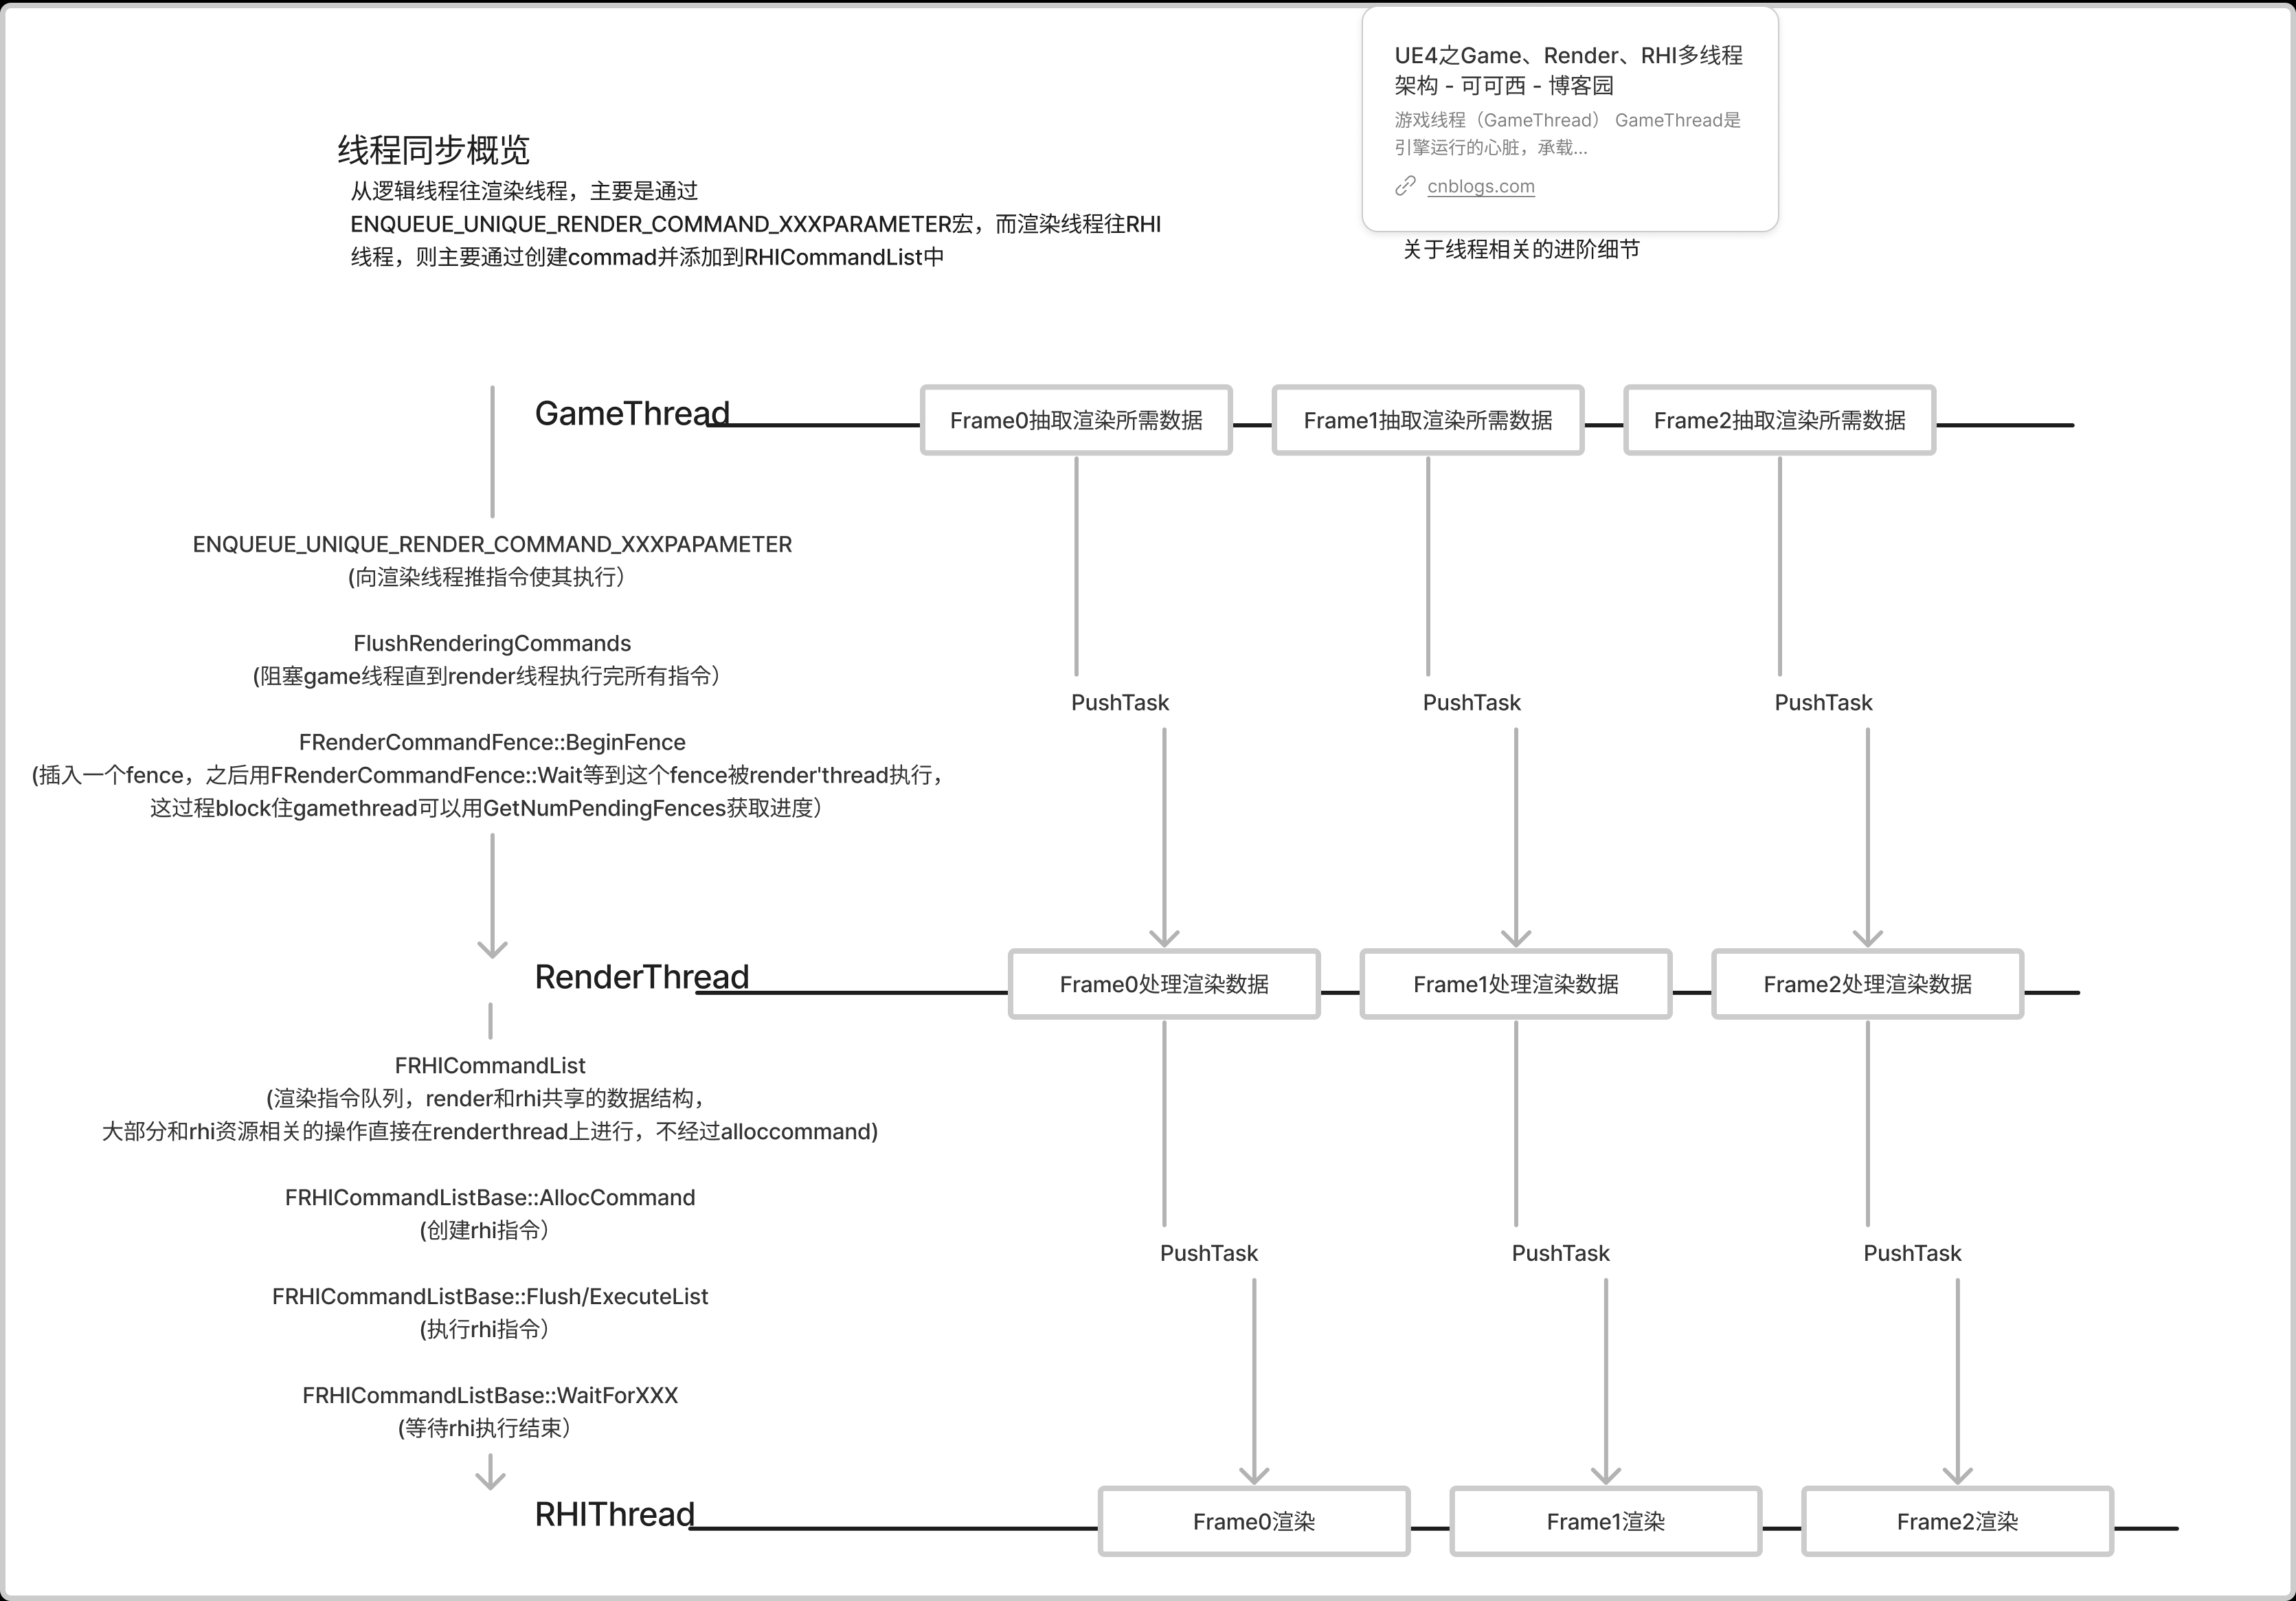 UE4之Game、Render、RHI多线程
架构 - 可可西 - 博客园
游戏线程（GameThread） GameThread是
引擎运行的心脏，承载...
cnblogs.com
关于线程相关的进阶细节
线程同步概览
从逻辑线程往渲染线程，主要是通过
ENQUEUE_UNIQUE_RENDER_COMMAND_XXXPARAMETER宏，而渲染线程往RHI
线程，则主要通过创建commad并添加到RHICommandList中
GameThread
Frame0抽取渲染所需数据
Frame1抽取渲染所需数据
Frame2抽取渲染所需数据
ENQUEUE_UNIQUE_RENDER_COMMAND_XXXPAPAMETER
(向渲染线程推指令使其执行）
FlushRenderingCommands
(阻塞game线程直到render线程执行完所有指令）
FRenderCommandFence::BeginFence
(插入一个fence，之后用FRenderCommandFence::Wait等到这个fence被render'thread执行，
这过程block住gamethread可以用GetNumPendingFences获取进度）
PushTask
PushTask
PushTask
RenderThread
Frame0处理渲染数据
Frame1处理渲染数据
Frame2处理渲染数据
FRHICommandList
(渲染指令队列，render和rhi共享的数据结构，
大部分和rhi资源相关的操作直接在renderthread上进行，不经过alloccommand)
FRHICommandListBase::AllocCommand
(创建rhi指令）
FRHICommandListBase::Flush/ExecuteList
(执行rhi指令）
FRHICommandListBase::WaitForXXX
(等待rhi执行结束）
PushTask
PushTask
PushTask
RHIThread
Frame0渲染
Frame1渲染
Frame2渲染